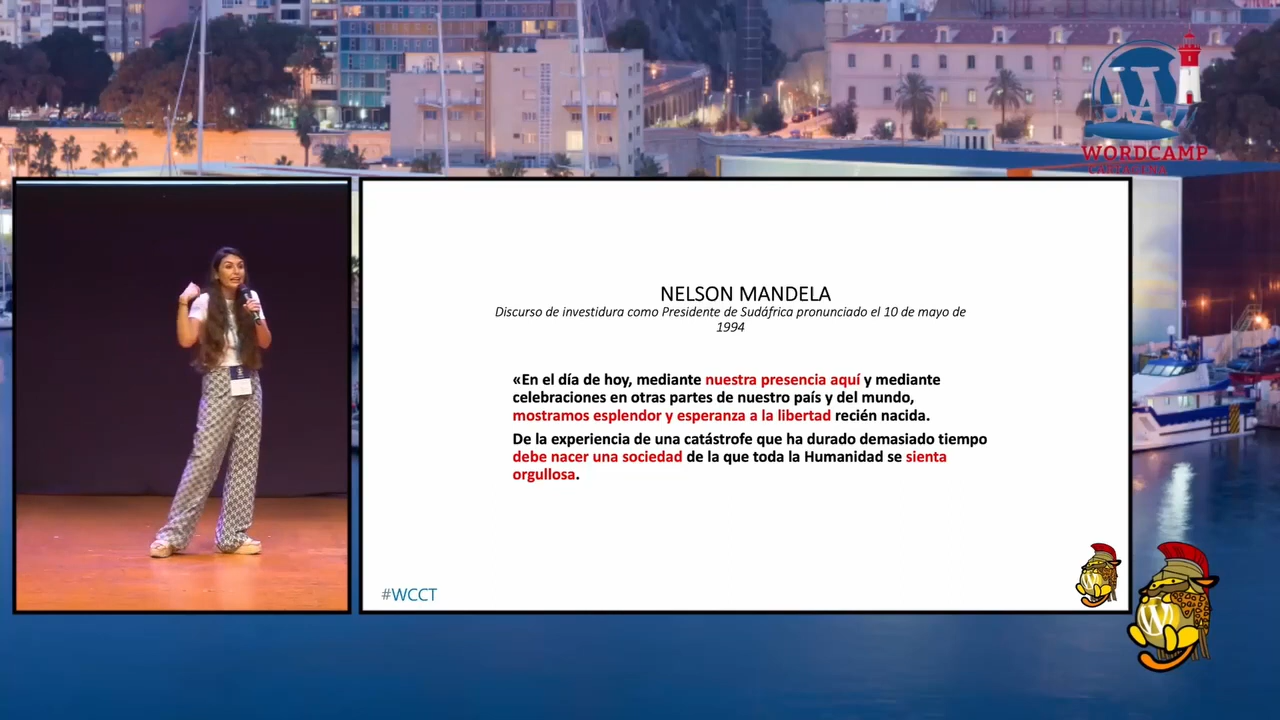 WORDCAMP
CARTAGENA
NELSON MANDELA
Discurso de investidura como Presidente de Sudáfrica pronunciado el 10 de mayo de
1994
«En el día de hoy, mediante nuestra presencia aquí y mediante
celebraciones en otras partes de nuestro país y del mundo,
mostramos esplendor y esperanza a la libertad recién nacida.
De la experiencia de una catástrofe que ha durado demasiado tiempo
debe nacer una sociedad de la que toda la Humanidad se sienta
orgullosa.
#WCCT